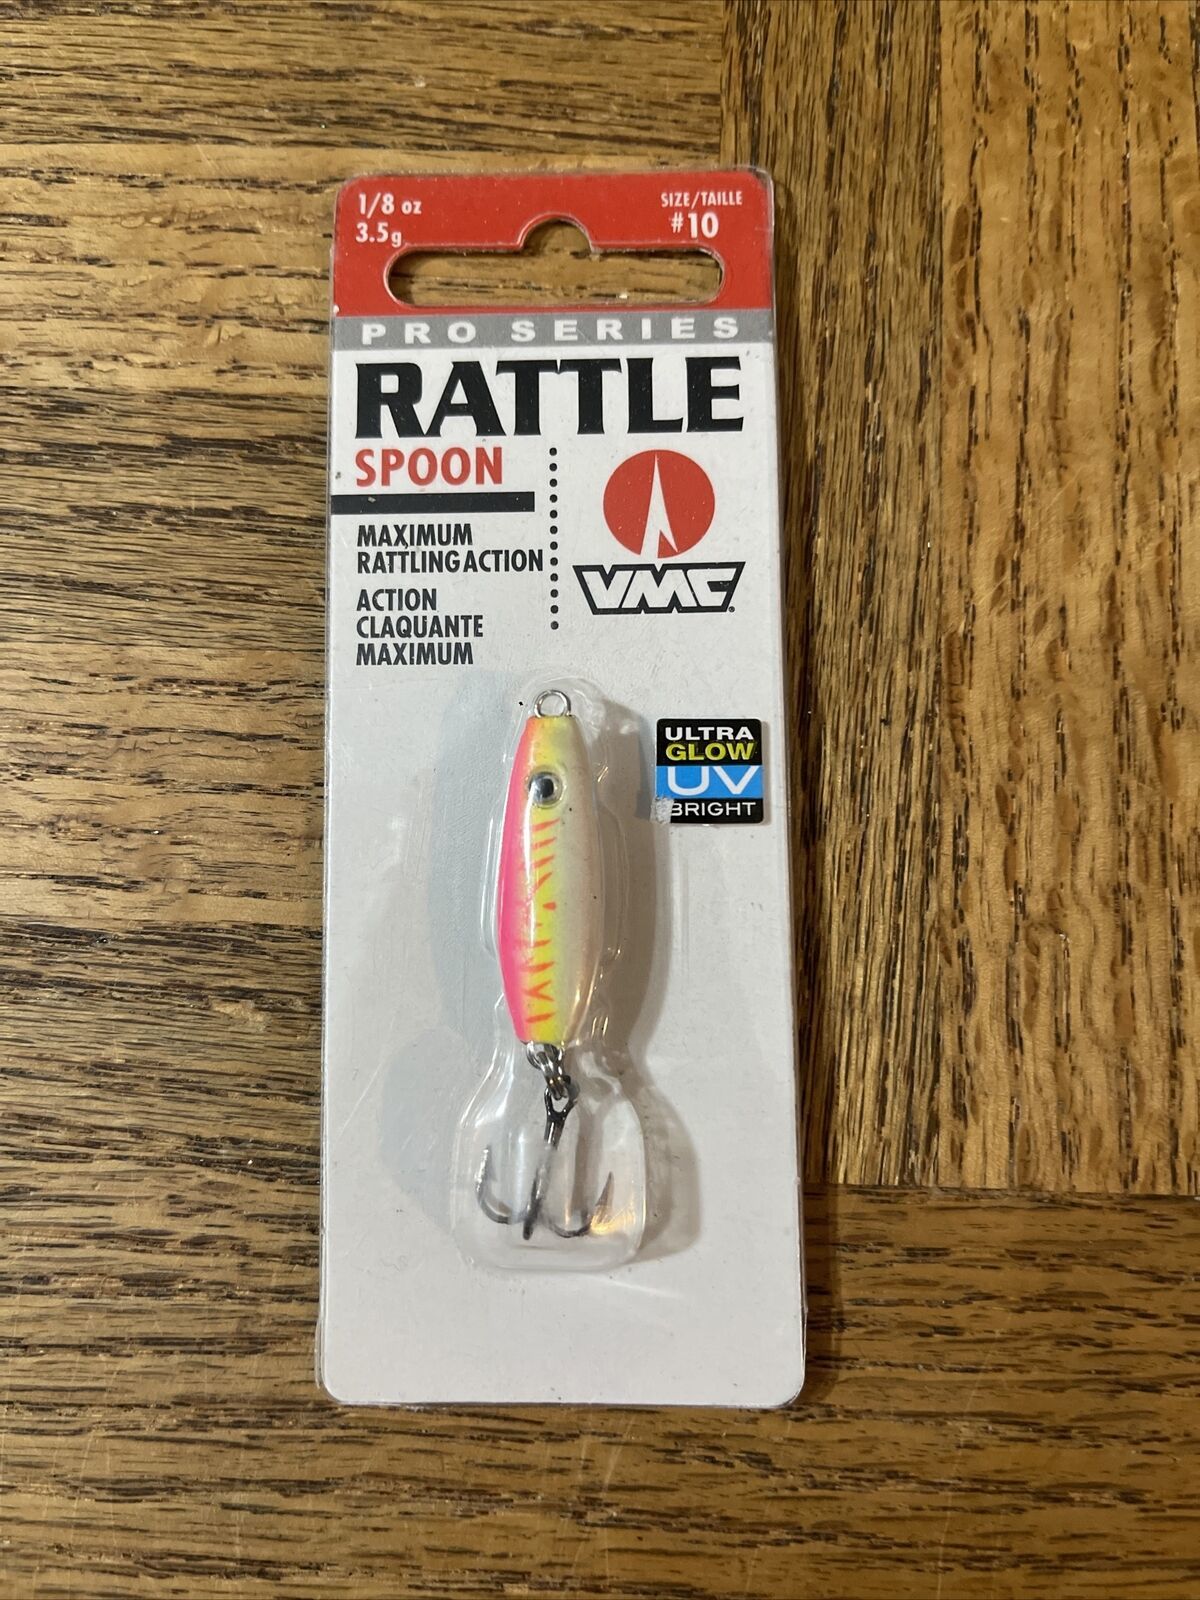 1/8 oz
3.5g
SIZE/TAILLE
#10
PRO SERIES
RATTLE
SPOON
MAXIMUM
RATTLING ACTION
ACTION
CLAQUANTE
MAXIMUM
VMC
ULTRA
GLOW
UV
BRIGHT